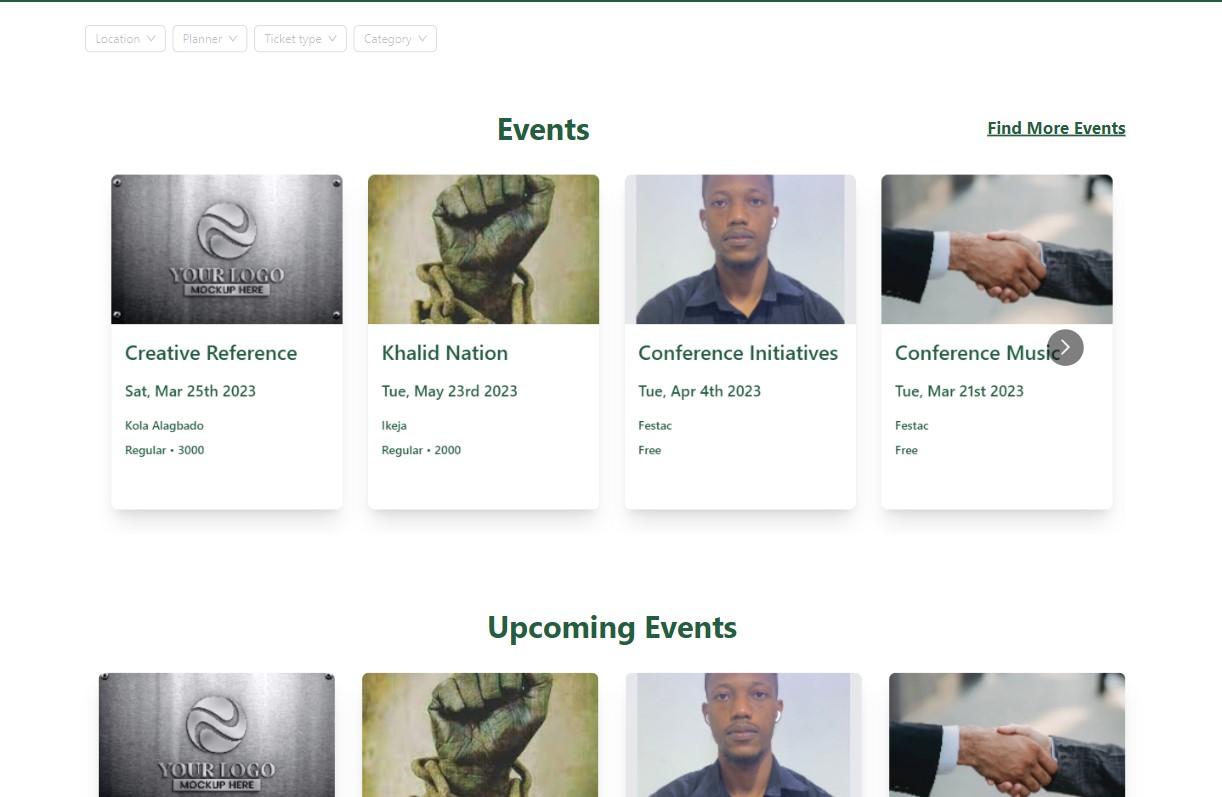 Location Planner Ticket type Category
Events
Find More Events
YOUR LOGO
MOCKUP HERE
Creative Reference
Sat, Mar 25th 2023
Kola Alagbado
Regular • 3000
Khalid Nation
Tue, May 23rd 2023
Ikeja
Regular • 2000
Conference Initiatives
Tue, Apr 4th 2023
Festac
Free
Conference Music
Tue, Mar 21st 2023
Festac
Free
Upcoming Events
YOUR LOGO
MOCKUP HERE